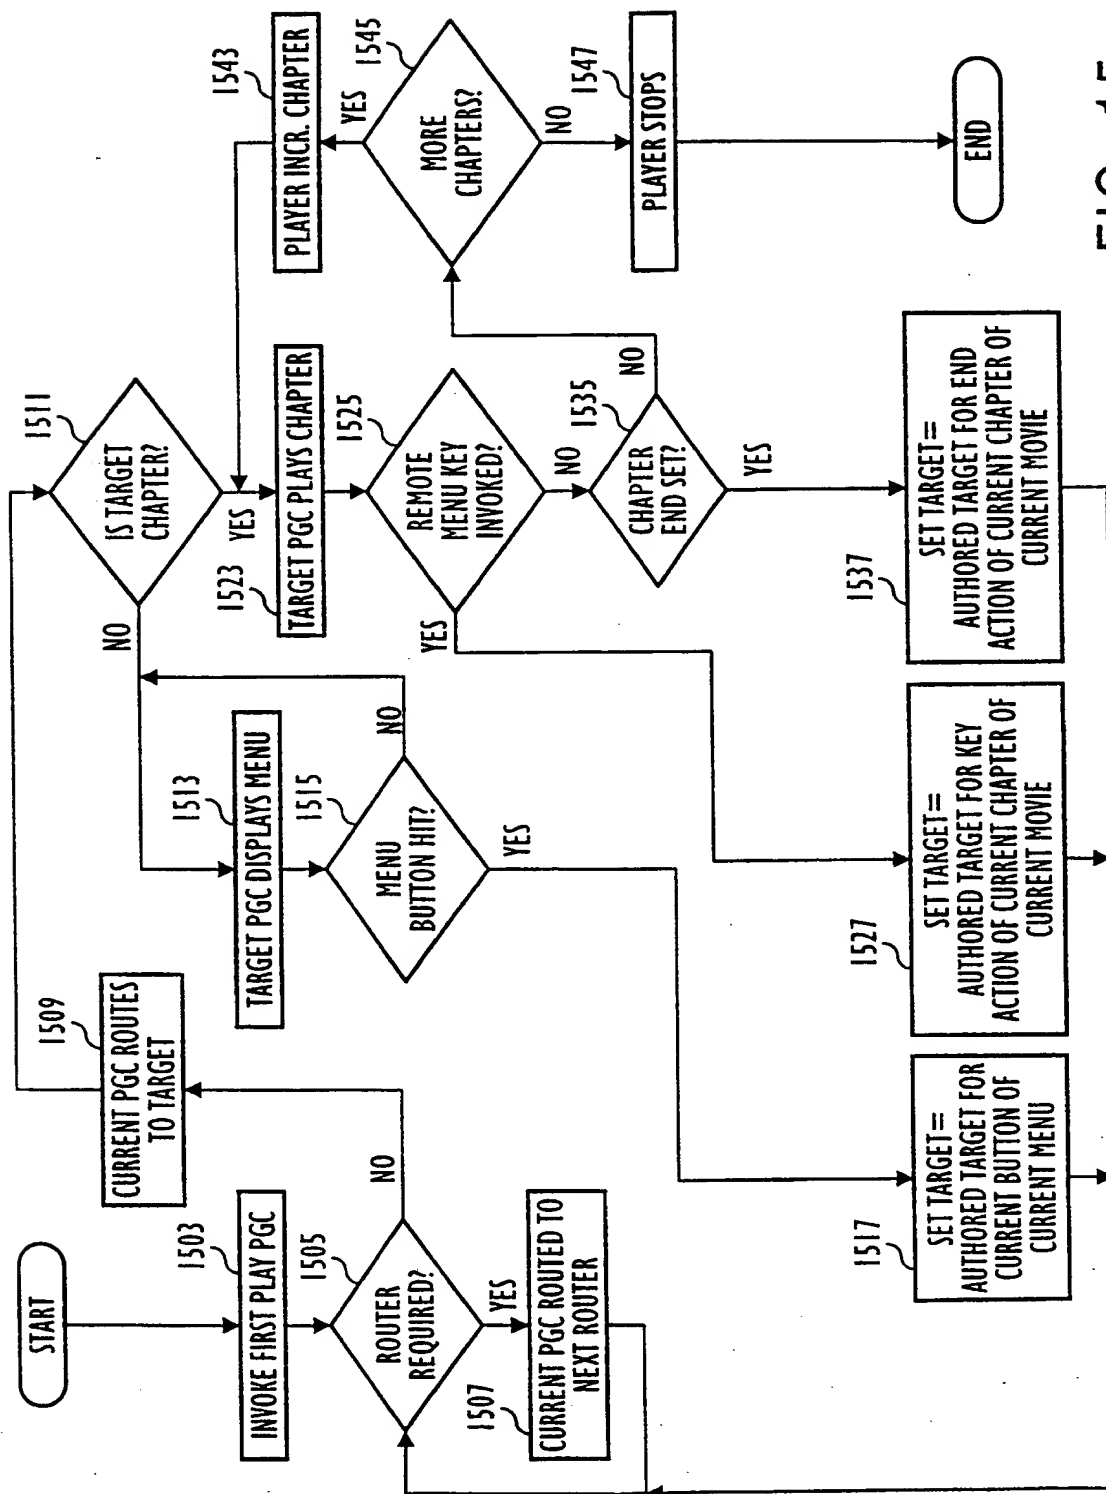 START
1503
INVOKE FIRST PLAY PGC
1505
ROUTER
REQUIRED?
NO
YES
1507
CURRENT PGC ROUTED TO
NEXT ROUTER
1509
CURRENT PGC ROUTES
TO TARGET
1511
IS TARGET
CHAPTER?
NO
YES
1513
TARGET PGC DISPLAYS MENU
1515
MENU
BUTTON HIT?
NO
YES
1517
SET TARGET=
AUTHORED TARGET FOR
CURRENT BUTTON OF
CURRENT MENU
1523
TARGET PGC PLAYS CHAPTER
1525
REMOTE
MENU KEY
INVOKED?
YES
NO
1527
SET TARGET=
AUTHORED TARGET FOR KEY
ACTION OF CURRENT CHAPTER OF
CURRENT MOVIE
1535
CHAPTER
END SET?
NO
YES
1537
SET TARGET=
AUTHORED TARGET FOR END
ACTION OF CURRENT CHAPTER OF
CURRENT MOVIE
1543
PLAYER INCR. CHAPTER
1545
MORE
CHAPTERS?
YES
NO
1547
PLAYER STOPS
END